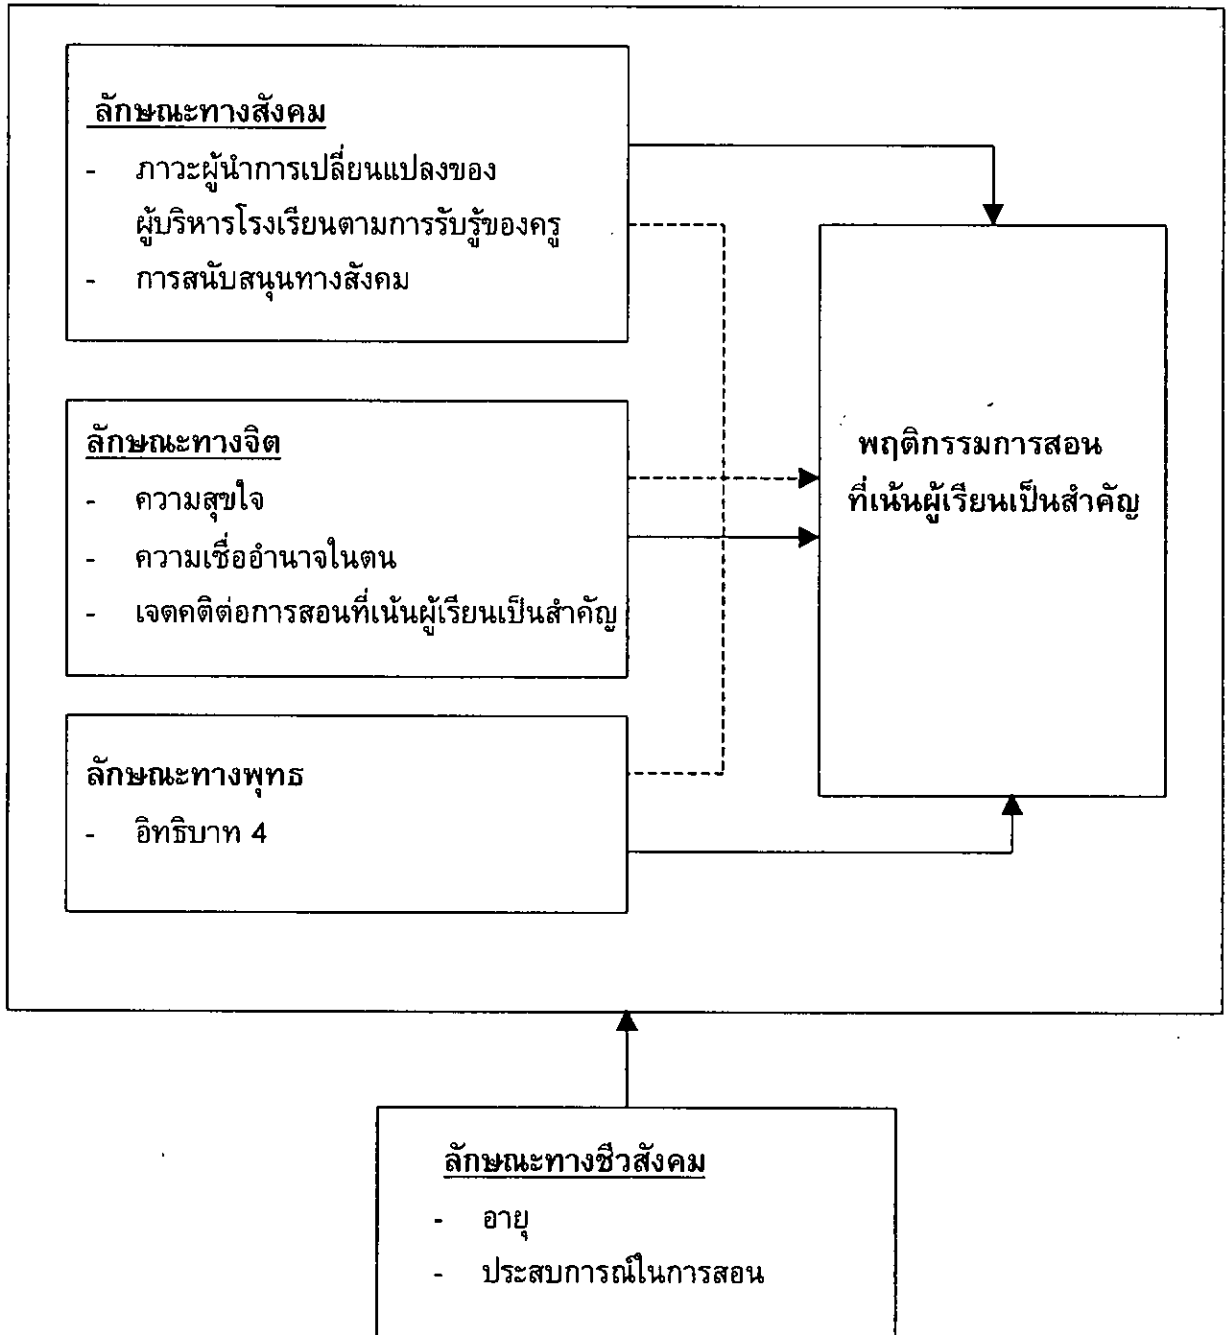 ลักษณะทางสังคม
- ภาวะผู้นำการเปลี่ยนแปลงของ
ผู้บริหารโรงเรียนตามการรับรู้ของครู
- การสนับสนุนทางสังคม
ลักษณะทางจิต
- ความสุขใจ
- ความเชื่ออำนาจในตน
- เจตคติต่อการสอนที่เน้นผู้เรียนเป็นสำคัญ
ลักษณะทางพุทธ
- อิทธิบาท 4
พฤติกรรมการสอน
ที่เน้นผู้เรียนเป็นสำคัญ
ลักษณะทางชีวสังคม
- อายุ
- ประสบการณ์ในการสอน